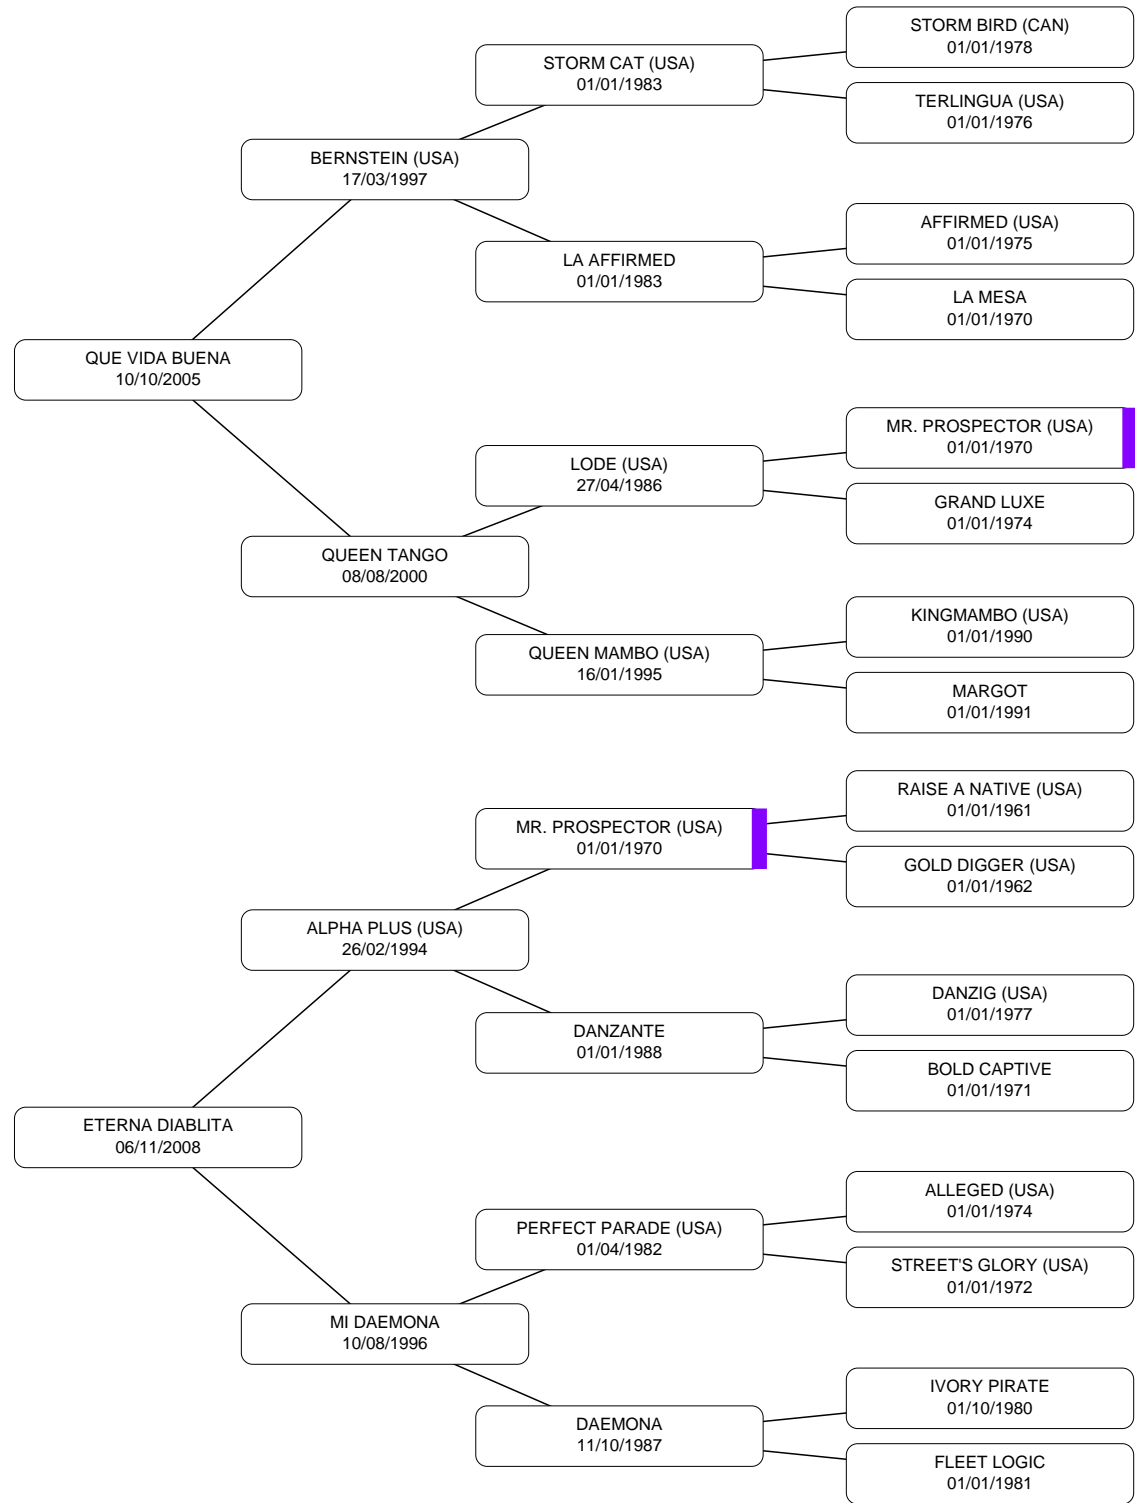 STORM BIRD (CAN)
01/01/1978
STORM CAT (USA)
01/01/1983
TERLINGUA (USA)
01/01/1976
BERNSTEIN (USA)
17/03/1997
AFFIRMED (USA)
01/01/1975
LA AFFIRMED
01/01/1983
LA MESA
01/01/1970
QUE VIDA BUENA
10/10/2005
MR. PROSPECTOR (USA)
01/01/1970
LODE (USA)
27/04/1986
GRAND LUXE
01/01/1974
QUEEN TANGO
08/08/2000
KINGMAMBO (USA)
01/01/1990
QUEEN MAMBO (USA)
16/01/1995
MARGOT
01/01/1991
RAISE A NATIVE (USA)
01/01/1961
MR. PROSPECTOR (USA)
01/01/1970
GOLD DIGGER (USA)
01/01/1962
ALPHA PLUS (USA)
26/02/1994
DANZIG (USA)
01/01/1977
DANZANTE
01/01/1988
BOLD CAPTIVE
01/01/1971
ETERNA DIABLITA
06/11/2008
ALLEGED (USA)
01/01/1974
PERFECT PARADE (USA)
01/04/1982
STREET'S GLORY (USA)
01/01/1972
MI DAEMONA
10/08/1996
IVORY PIRATE
01/10/1980
DAEMONA
11/10/1987
FLEET LOGIC
01/01/1981